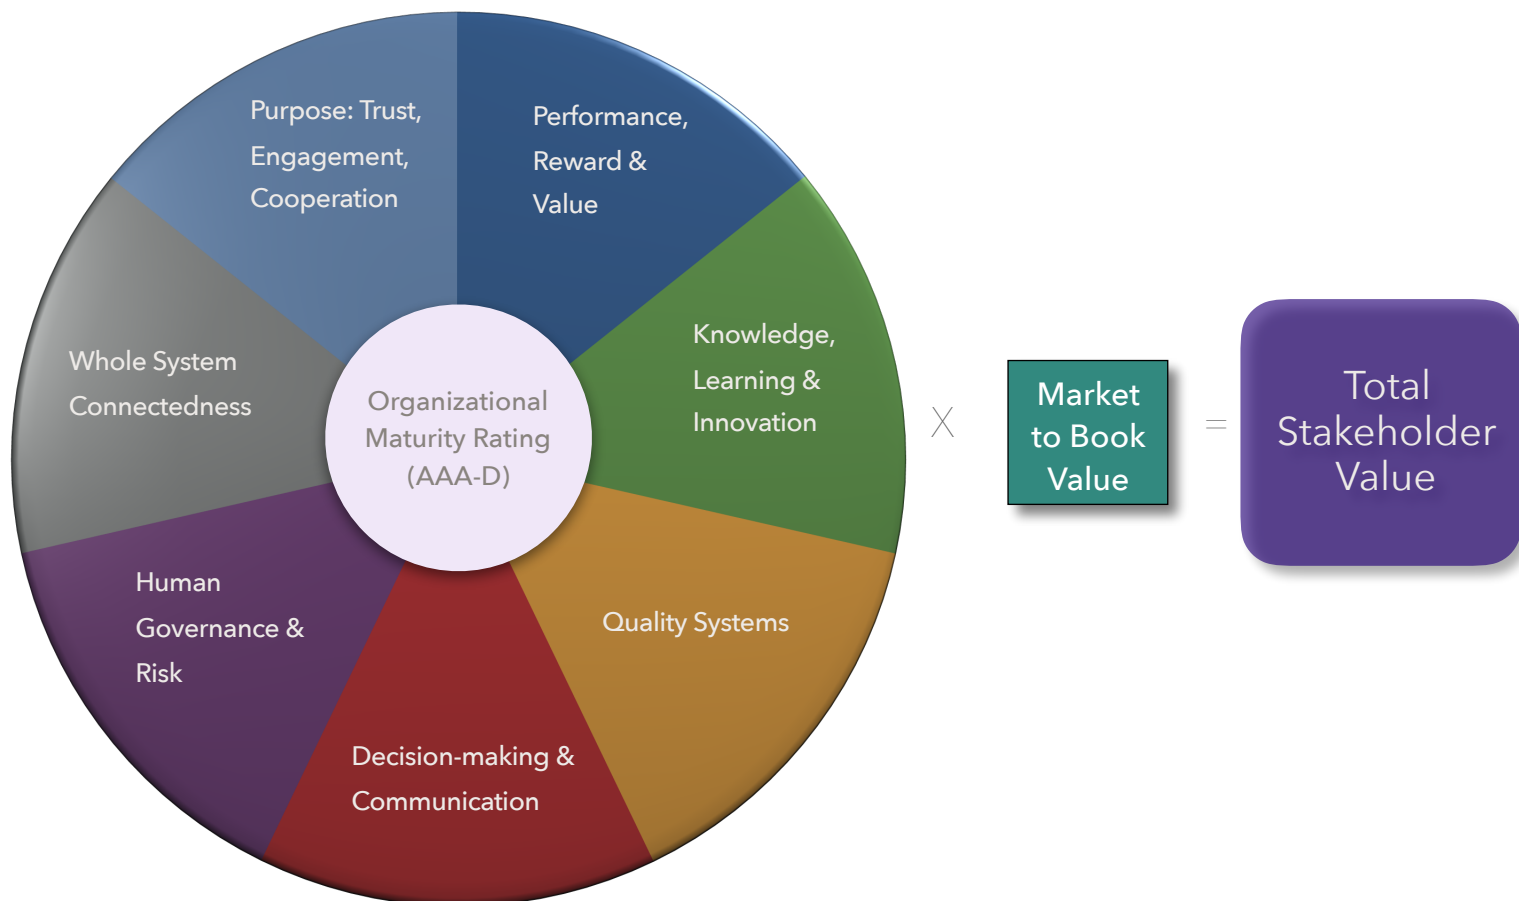 Purpose: Trust,
Engagement,
Cooperation
Performance,
Reward &
Value
Knowledge,
Learning &
Innovation
Quality Systems
Decision-making &
Communication
Human
Governance &
Risk
Whole System
Connectedness
Organizational
Maturity Rating
(AAA-D)
X
Market
to Book
Value
=
Total
Stakeholder
Value